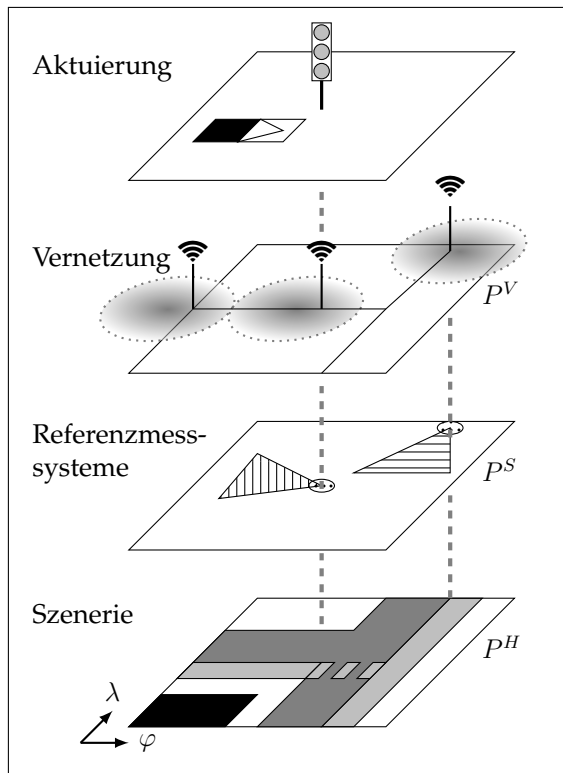 Aktuierung
Vernetzung
P^V
Referenzmess-
systeme
P^S
Szenerie
P^H
λ
φ